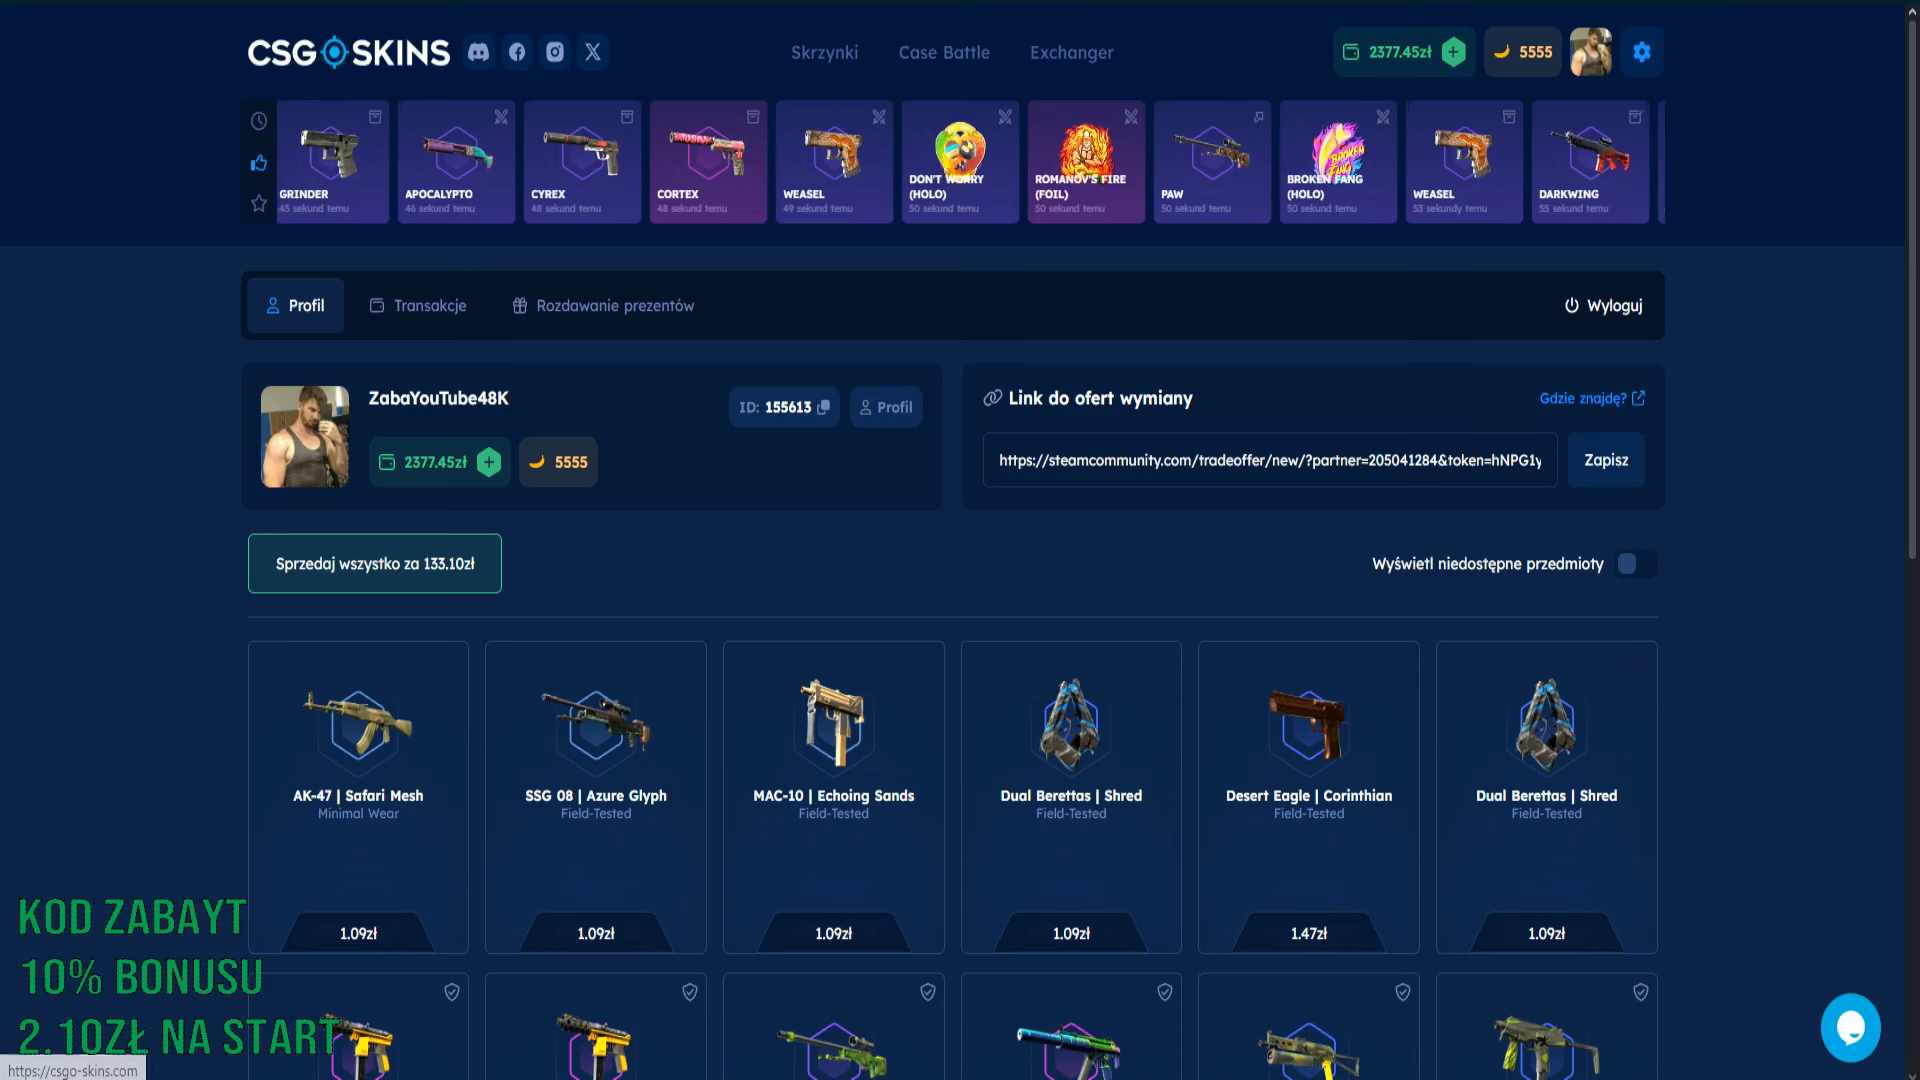 CSGOSKINS
Skrzynki
Case Battle
Exchanger
2377.45zł
5555
GRINDER
45 sekund temu
APOCALYPTO
46 sekund temu
CYREX
48 sekund temu
CORTEX
48 sekund temu
WEASEL
49 sekund temu
DON'T WORRY
(HOLO)
50 sekund temu
ROMANOV'S FIRE
(FOIL)
50 sekund temu
PAW
50 sekund temu
BROKEN FANG
BROKEN FANG
(HOLO)
50 sekund temu
WEASEL
53 sekundy temu
DARKWING
55 sekund temu
Profil
Transakcje
Rozdawanie prezentów
Wyloguj
ZabaYouTube48K
ID: 155613
Profil
2377.45zł
5555
Link do ofert wymiany
Gdzie znajdę?
https://steamcommunity.com/tradeoffer/new/?partner=205041284&token=hNPG1y
Zapisz
Sprzedaj wszystko za 133.10zł
Wyświetl niedostępne przedmioty
AK-47 | Safari Mesh
Minimal Wear
1.09zł
SSG 08 | Azure Glyph
Field-Tested
1.09zł
MAC-10 | Echoing Sands
Field-Tested
1.09zł
Dual Berettas | Shred
Field-Tested
1.09zł
Desert Eagle | Corinthian
Field-Tested
1.47zł
Dual Berettas | Shred
Field-Tested
1.09zł
KOD ZABAYT
10% BONUSU
2.10ZŁ NA START
https://csgo-skins.com